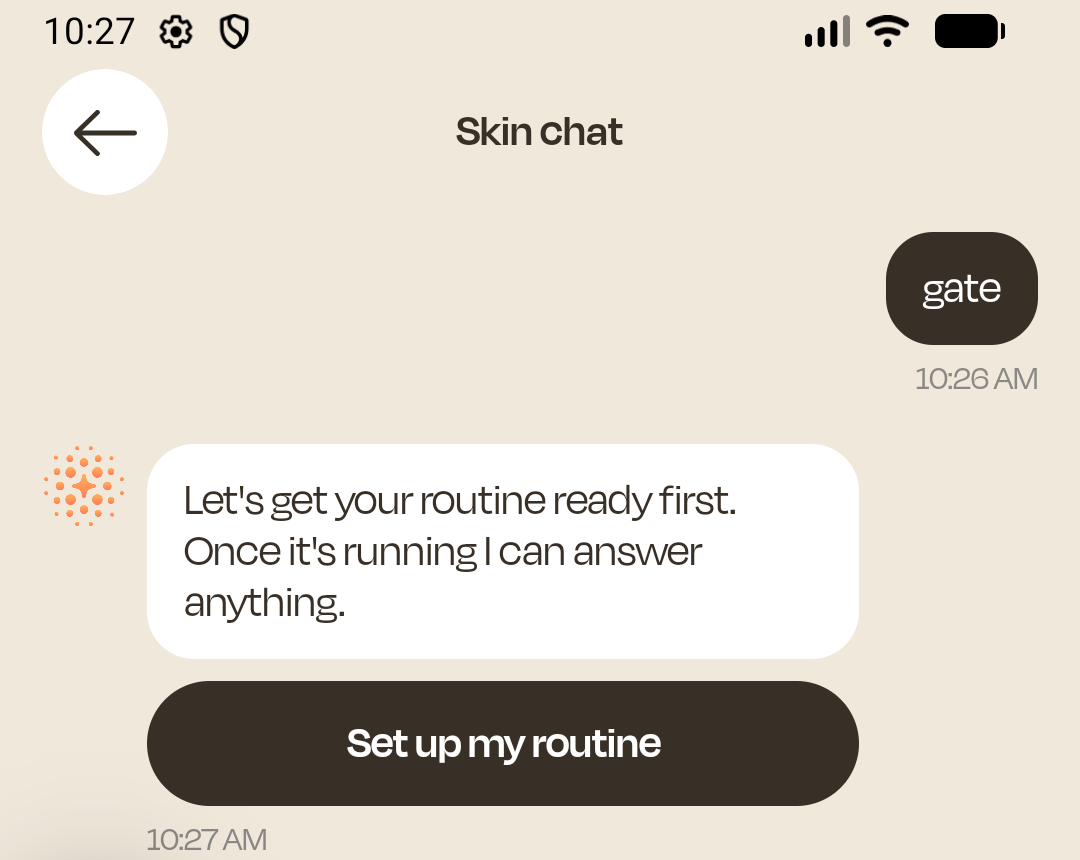 10:27
Skin chat
gate
10:26 AM
Let's get your routine ready first.
Once it's running I can answer
anything.
Set up my routine
10:27 AM